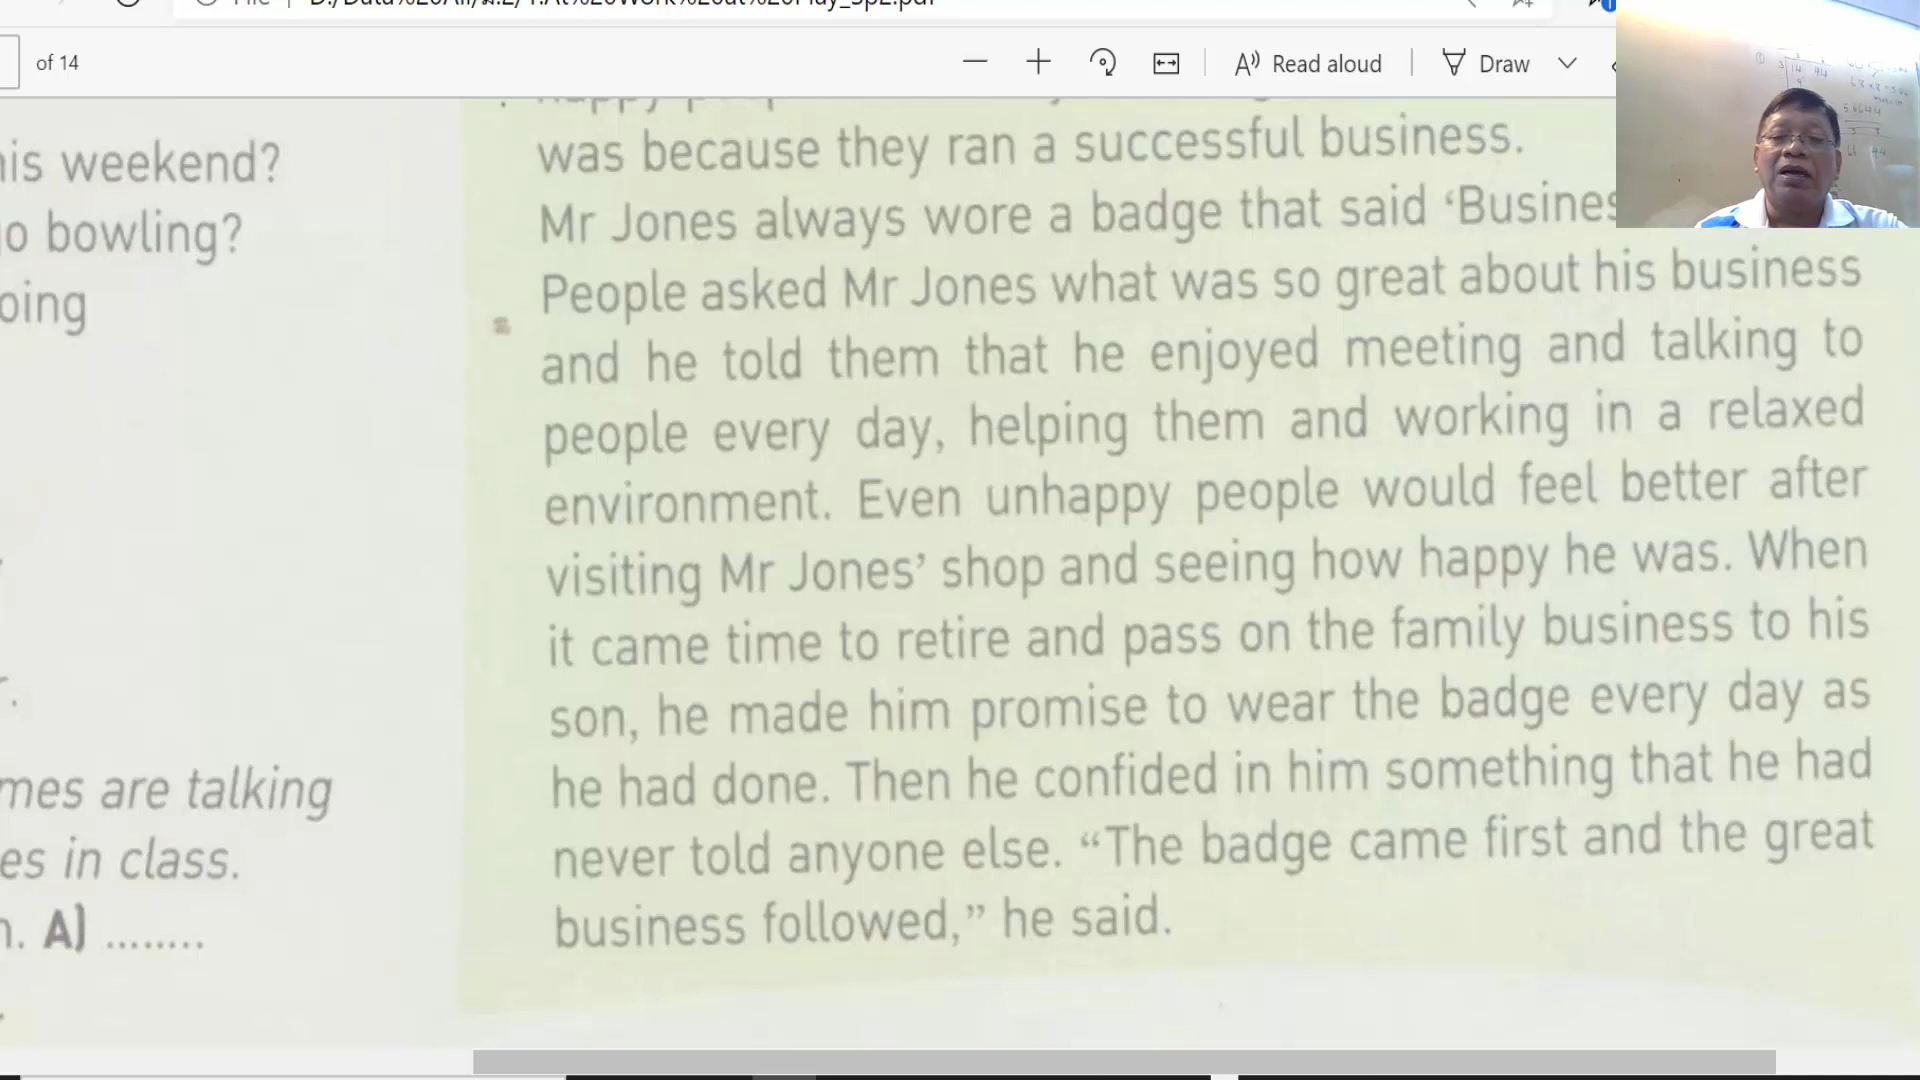 of 14
Read aloud
Draw
his weekend?
go bowling?
oing
mes are talking
es in class.
A) ........
was because they ran a successful business.
Mr Jones always wore a badge that said ‘Busines
People asked Mr Jones what was so great about his business
and he told them that he enjoyed meeting and talking to
people every day, helping them and working in a relaxed
environment. Even unhappy people would feel better after
visiting Mr Jones’ shop and seeing how happy he was. When
it came time to retire and pass on the family business to his
son, he made him promise to wear the badge every day as
he had done. Then he confided in him something that he had
never told anyone else. “The badge came first and the great
business followed,” he said.